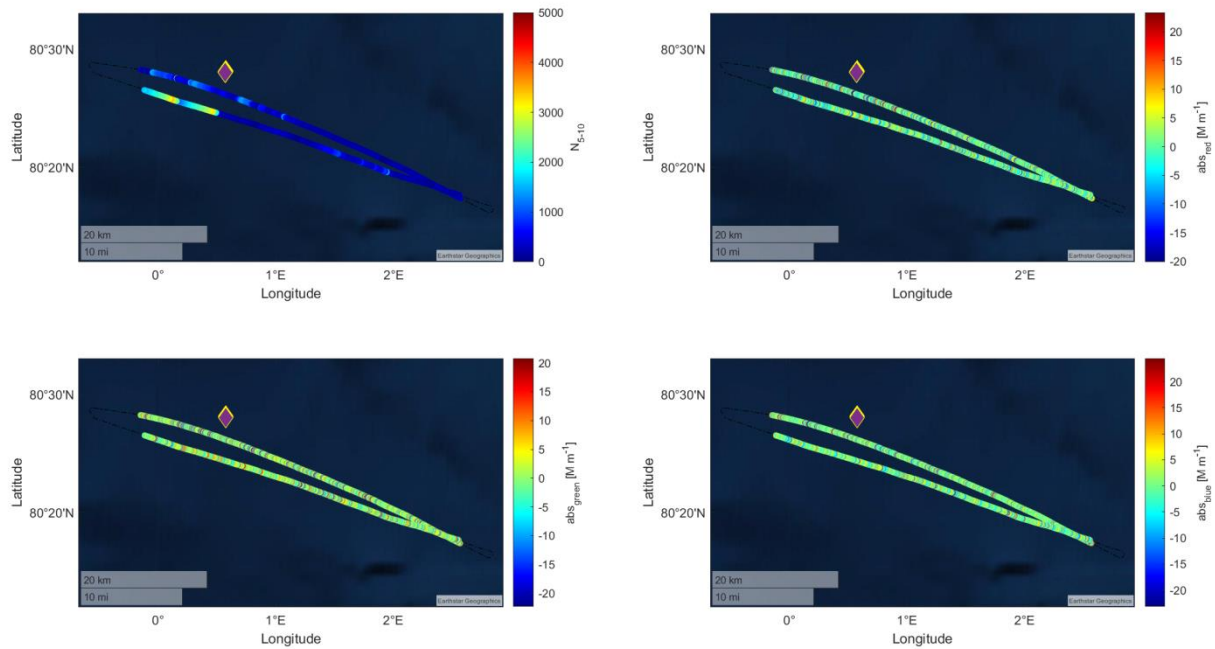 80°30'N
80°20'N
Latitude
20 km
10 mi
Earthstar Geographics
0° 1°E 2°E
Longitude
5000
4000
3000
2000
1000
0
N5-10
80°30'N
80°20'N
Latitude
20 km
10 mi
Earthstar Geographics
0° 1°E 2°E
Longitude
20
15
10
5
0
-5
-10
-15
-20
abs_red [M m⁻¹]
80°30'N
80°20'N
Latitude
20 km
10 mi
Earthstar Geographics
0° 1°E 2°E
Longitude
20
15
10
5
0
-5
-10
-15
-20
abs_green [M m⁻¹]
80°30'N
80°20'N
Latitude
20 km
10 mi
Earthstar Geographics
0° 1°E 2°E
Longitude
20
15
10
5
0
-5
-10
-15
-20
abs_blue [M m⁻¹]